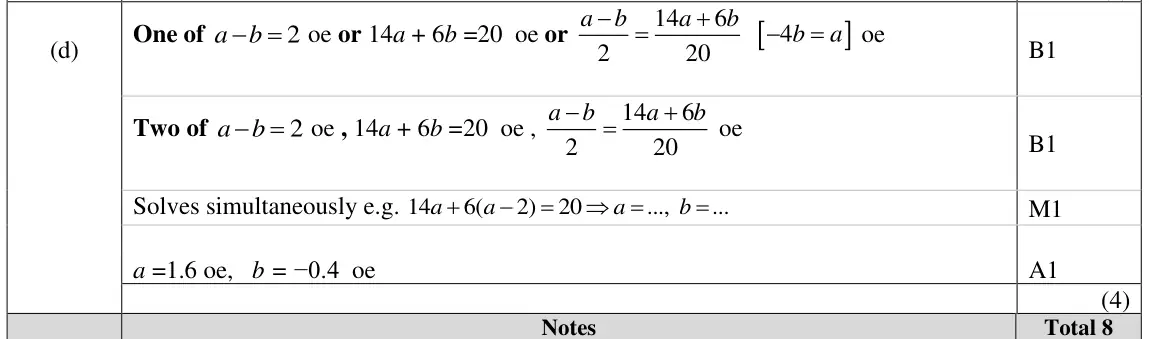 (d) One of a − b = 2 oe or 14a + 6b =20 oe or (a − b)/2 = (14a + 6b)/20 [−4b = a] oe B1
Two of a − b = 2 oe , 14a + 6b =20 oe , (a − b)/2 = (14a + 6b)/20 oe B1
Solves simultaneously e.g. 14a + 6(a − 2) = 20 ⇒ a = ..., b = ... M1
a =1.6 oe, b = −0.4 oe A1
(4)
Notes Total 8